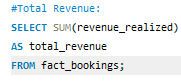 #Total Revenue:
SELECT SUM(revenue_realized)
AS total_revenue
FROM fact_bookings;